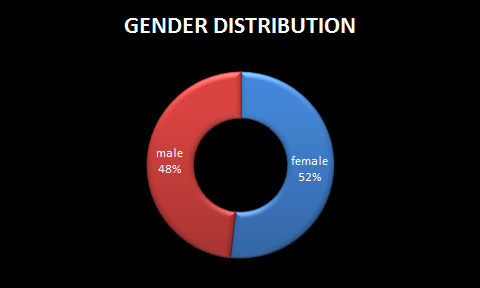 GENDER DISTRIBUTION
male
48%
female
52%